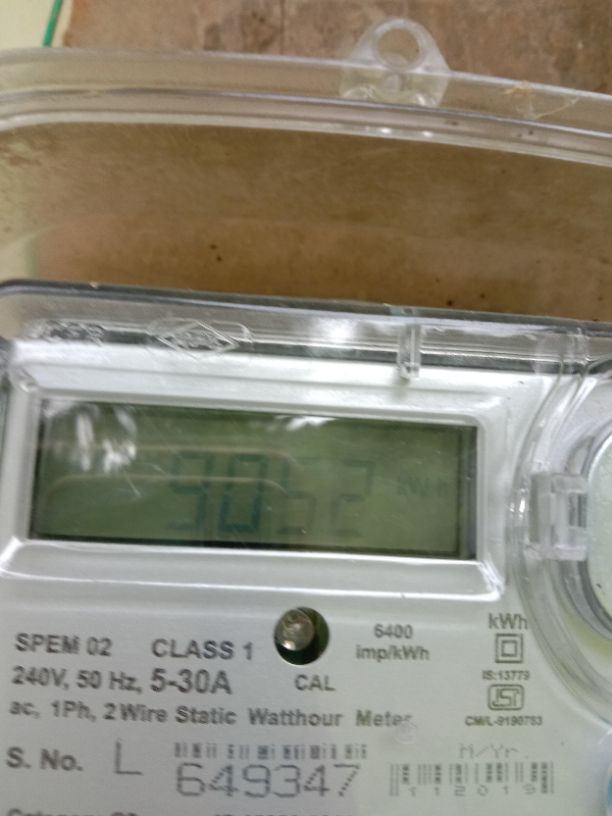 9052 kWh
SPEM 02 CLASS 1
240V, 50 Hz, 5-30A
ac, 1Ph, 2 Wire Static Watthour Meter
CAL
6400
imp/kWh
kWh
IS:13779
CM/L-9190753
S. No. L 649347
M/Yr.
112019